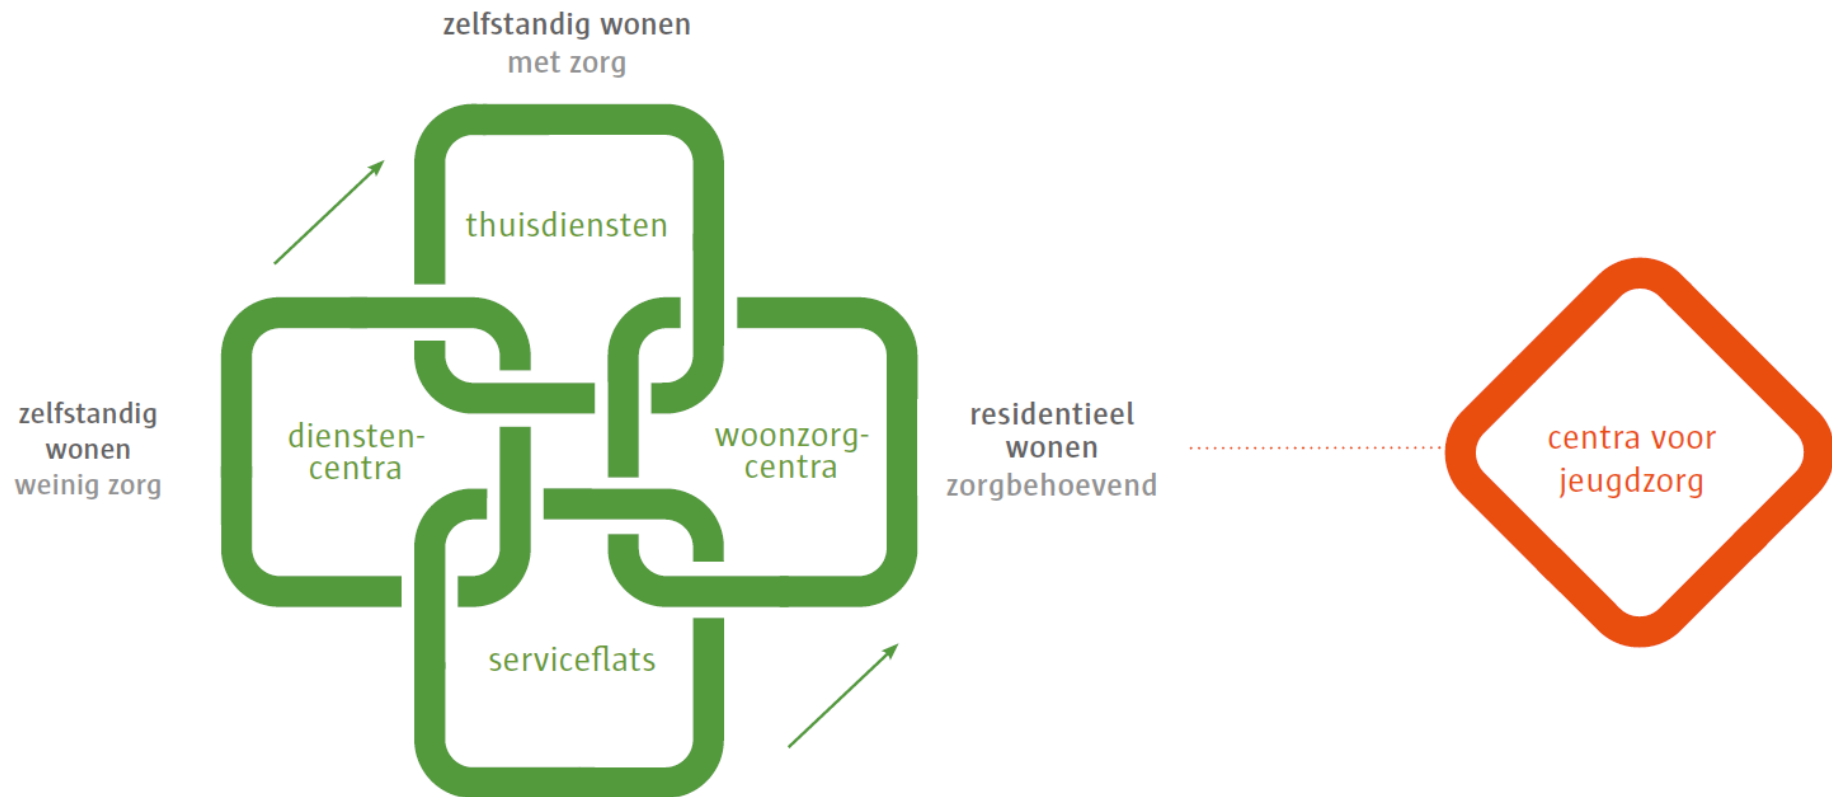 zelfstandig wonen
met zorg
thuisdiensten
zelfstandig
wonen
weinig zorg
diensten-
centra
woonzorg-
centra
residentieel
wonen
zorgbehoevend
centra voor
jeugdzorg
serviceflats